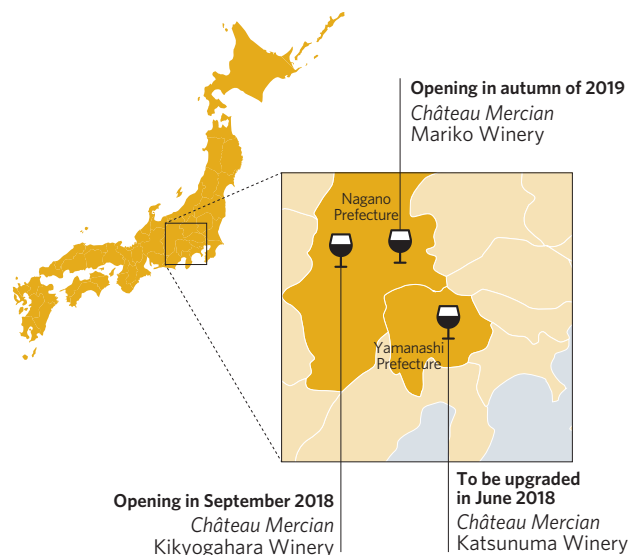 Opening in autumn of 2019
Château Mercian
Mariko Winery
Nagano
Prefecture
Yamanashi
Prefecture
Opening in September 2018
Château Mercian
Kikyogahara Winery
To be upgraded
in June 2018
Château Mercian
Katsunuma Winery